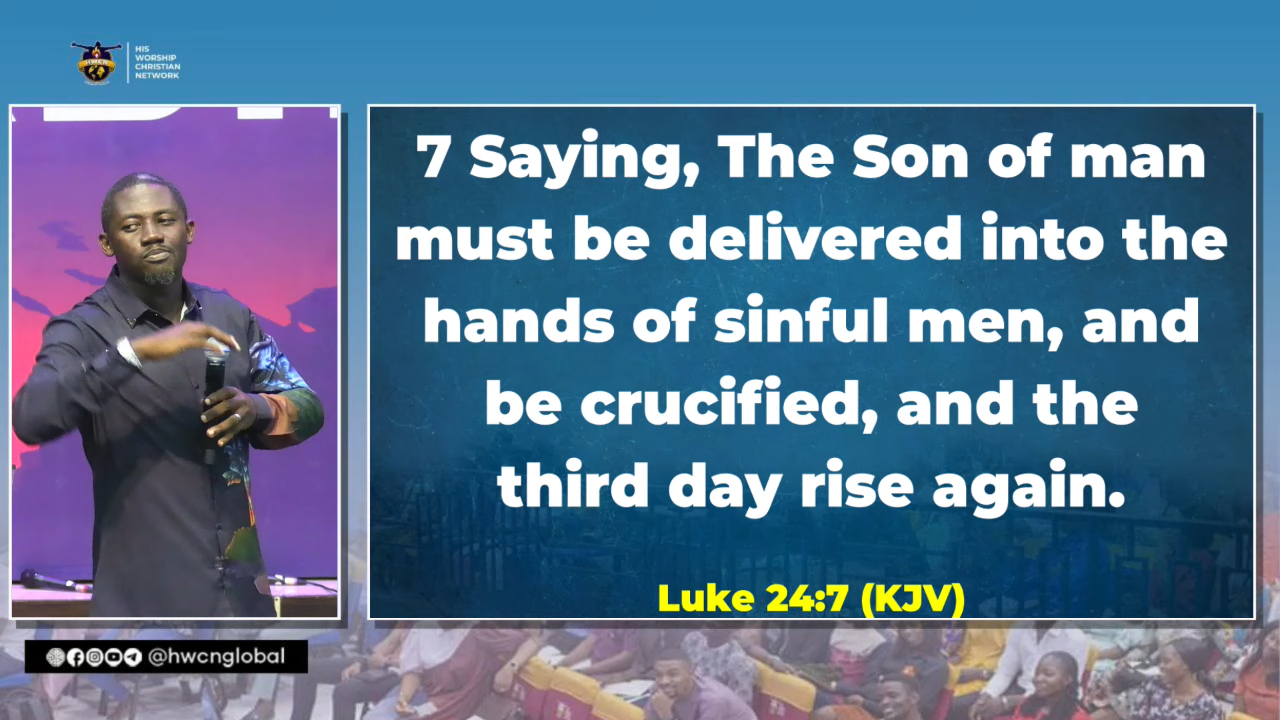 HIS
WORSHIP
CHRISTIAN
NETWORK
7 Saying, The Son of man
must be delivered into the
hands of sinful men, and
be crucified, and the
third day rise again.
Luke 24:7 (KJV)
@hwcnglobal